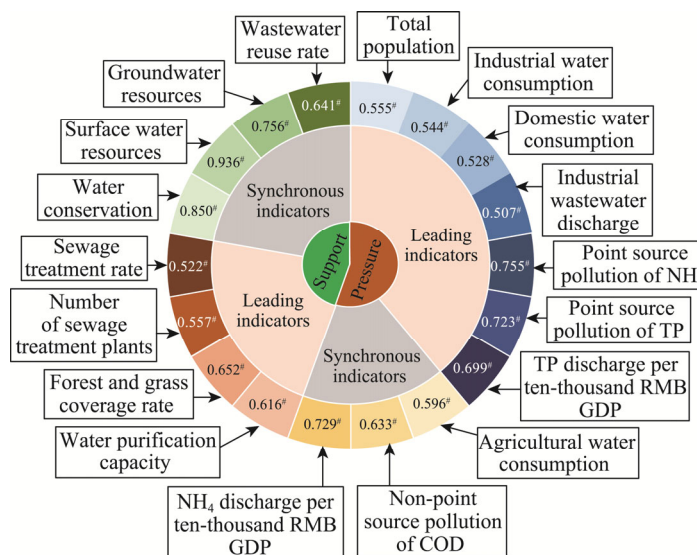 Wastewater
reuse rate
Total
population
Industrial water
consumption
Groundwater
resources
Domestic water
consumption
Surface water
resources
Industrial
wastewater
discharge
Water
conservation
Point source
pollution of NH
Sewage
treatment rate
Point source
pollution of TP
Number
of sewage
treatment plants
TP discharge per
ten-thousand RMB
GDP
Forest and grass
coverage rate
Agricultural water
consumption
Water purification
capacity
NH₄ discharge per
ten-thousand RMB
GDP
Non-point
source pollution
of COD
0.641#
0.555#
0.544#
0.528#
0.507#
0.755#
0.723#
0.699#
0.596#
0.633#
0.729#
0.616#
0.652#
0.557#
0.522#
0.850#
0.936#
0.756#
Synchronous
indicators
Leading
indicators
Leading
indicators
Synchronous
indicators
Support
Pressure